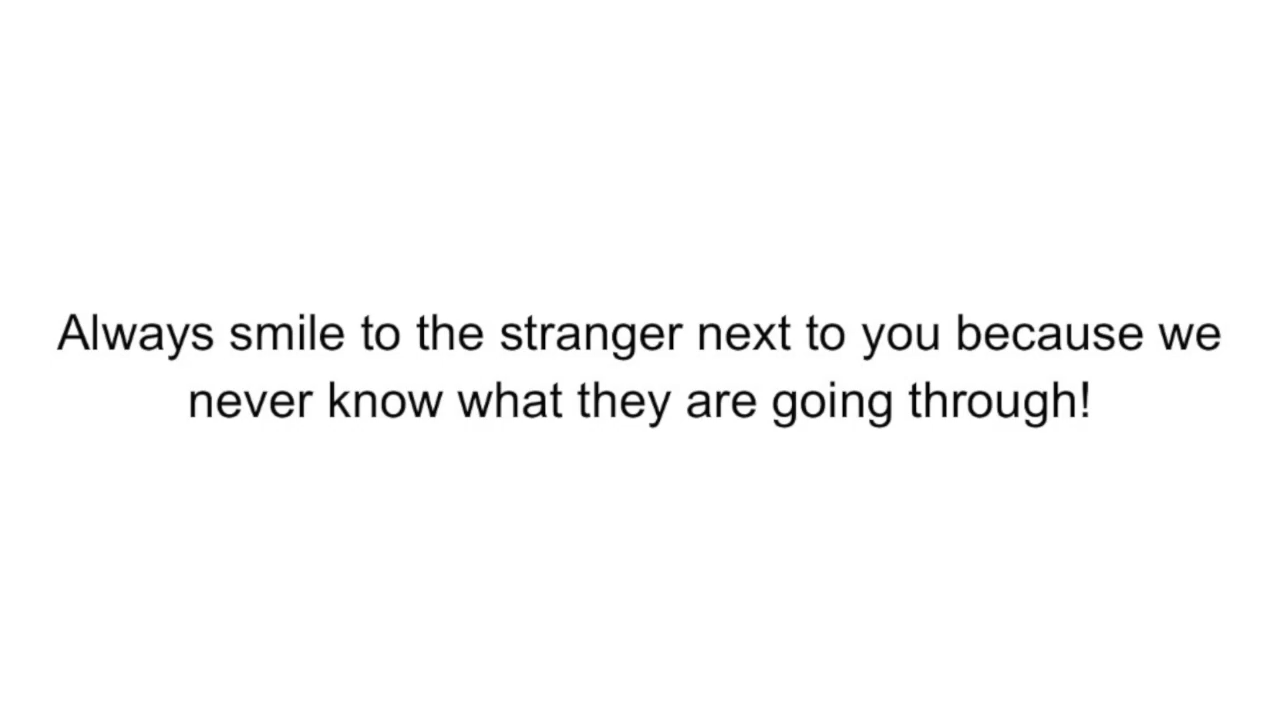 Always smile to the stranger next to you because we
never know what they are going through!